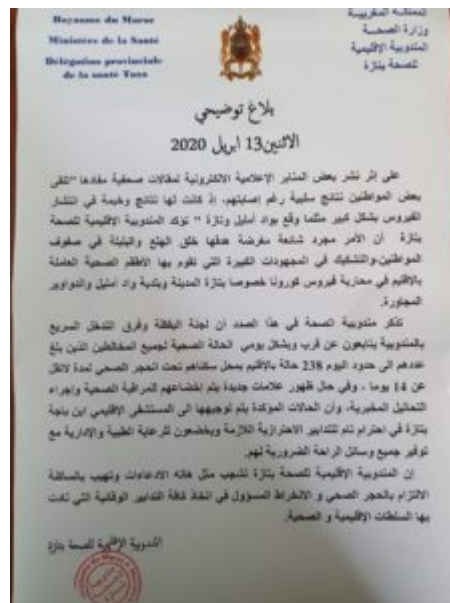 Royaume du Maroc
Ministère de la Santé
Délégation provinciale
de la santé Taza
المملكة المغربية
وزارة الصحة
المندوبية الإقليمية
للصحة بتازة
بلاغ توضيحي
الاثنين13 ابريل 2020
على إثر نشر بعض المنابر الإعلامية الالكترونية لمقالات صحفية مفادها "تلقى
بعض المواطنين نتائج سلبية رغم إصابتهم، إذ كانت لها نتائج وخيمة في انتشار
الفيروس بشكل كبير مثلما وقع بواد أمليل وتازة " تؤكد المندوبية الإقليمية للصحة
بتازة أن الأمر مجرد شائعة مغرضة هدفها خلق الهلع والبلبلة في صفوف
المواطنين،والتشكيك في المجهودات الكبيرة التي تقوم بها الأطقم الصحية العاملة
بالإقليم في محاربة فيروس كورونا خصوصا بتازة المدينة وبلدية واد أمليل والدواوير
المجاورة.
تذكر مندوبية الصحة في هذا الصدد أن لجنة اليقظة وفرق التدخل السريع
بالمندوبية يتابعون عن قرب وبشكل يومي الحالة الصحية لجميع المخالطين الذين بلغ
عددهم الى حدود اليوم 238 حالة بالإقليم بمحل سكناهم تحت الحجر الصحي لمدة لاتقل
عن 14 يوما ، وفي حال ظهور علامات جديدة يتم إخضاعهم للمراقبة الصحية وإجراء
التحاليل المخبرية، وأن الحالات المؤكدة يتم توجيهها الى المستشفى الإقليمي ابن باجة
بتازة في احترام تام للتدابير الاحترازية اللازمة ويخضعون للرعاية الطبية والإدارية مع
توفير جميع وسائل الراحة الضرورية لهم.
إن المندوبية الإقليمية للصحة بتازة تشجب مثل هاته الادعاءات وتهيب بالساكنة
الالتزام بالحجر الصحي و الانخراط المسؤول في اتخاذ كافة التدابير الوقائية التي نادت
بها السلطات الإقليمية و الصحية.
المندوبية الإقليمية للصحة بتازة